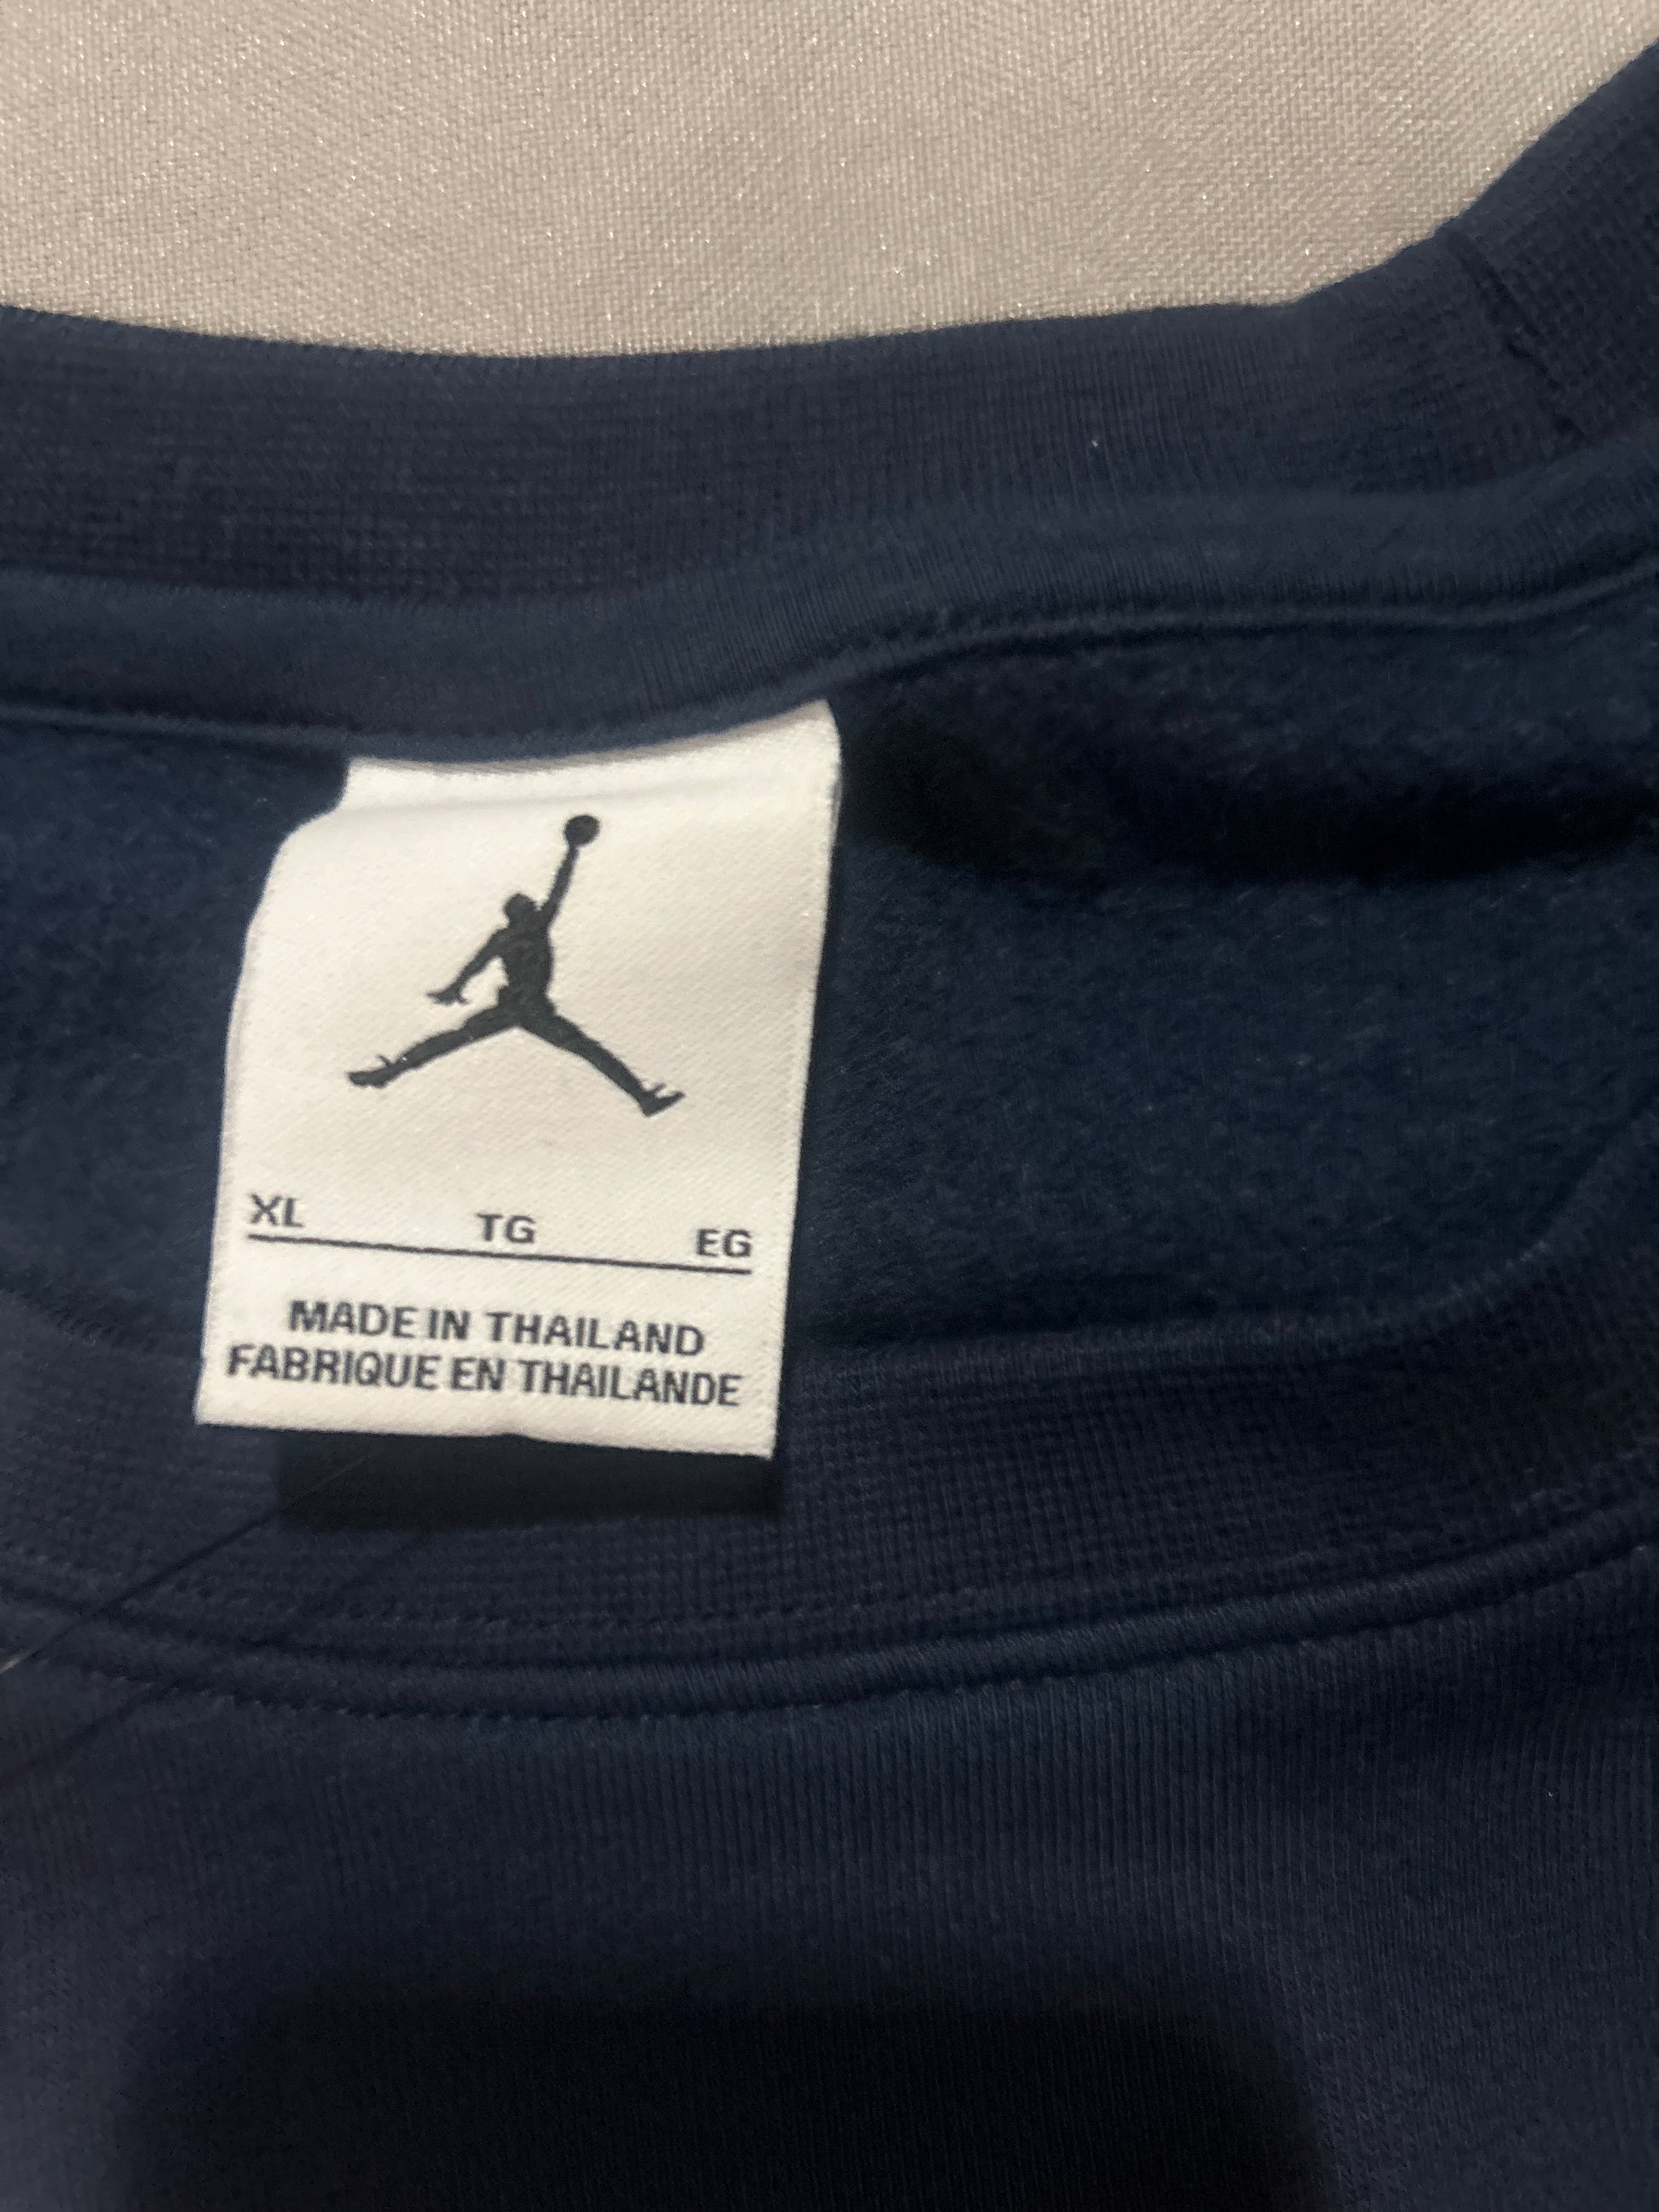 XL TG EG
MADE IN THAILAND
FABRIQUE EN THAILANDE